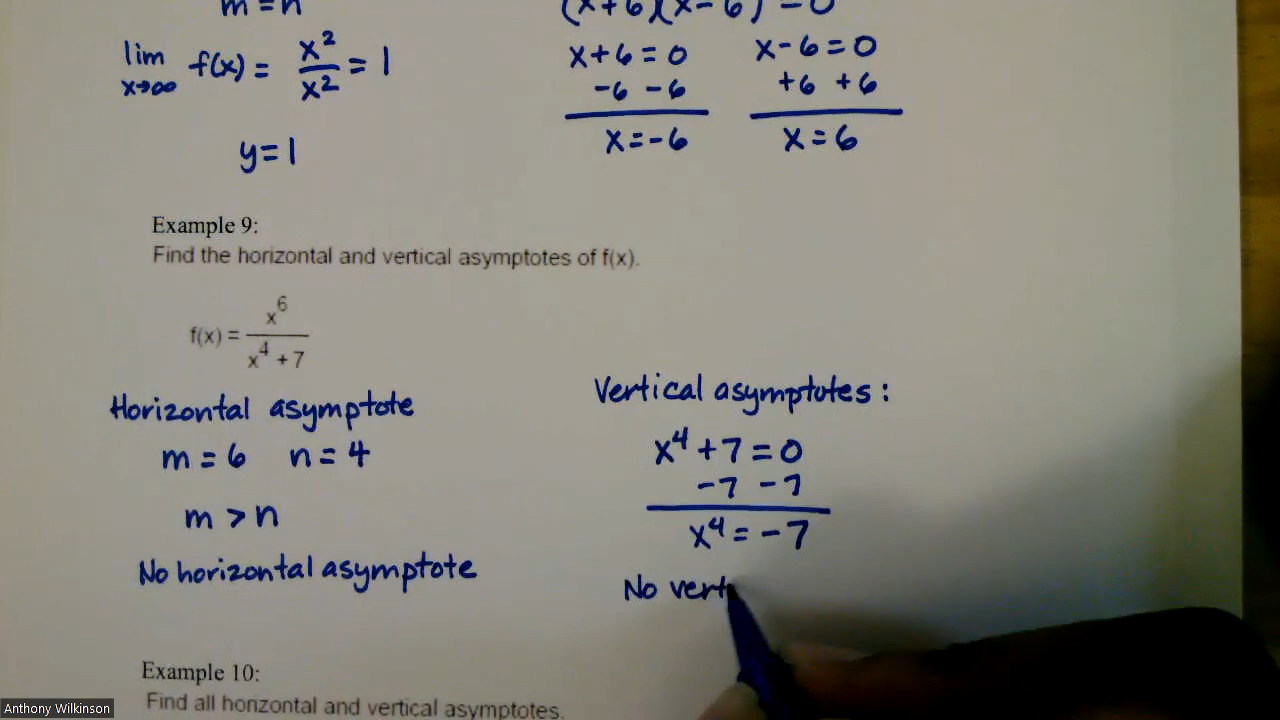 m=n
(x+6)(x-6)=0
lim x→∞ f(x) = x²/x² = 1
y=1
x+6=0
-6 -6
x=-6
x-6=0
+6 +6
x=6
Example 9:
Find the horizontal and vertical asymptotes of f(x).
f(x) = x⁶/(x⁴ + 7)
Horizontal asymptote
m = 6 n = 4
m > n
No horizontal asymptote
Vertical asymptotes:
x⁴+7=0
-7 -7
x⁴=-7
No vert
Example 10:
Find all horizontal and vertical asymptotes.
Anthony Wilkinson